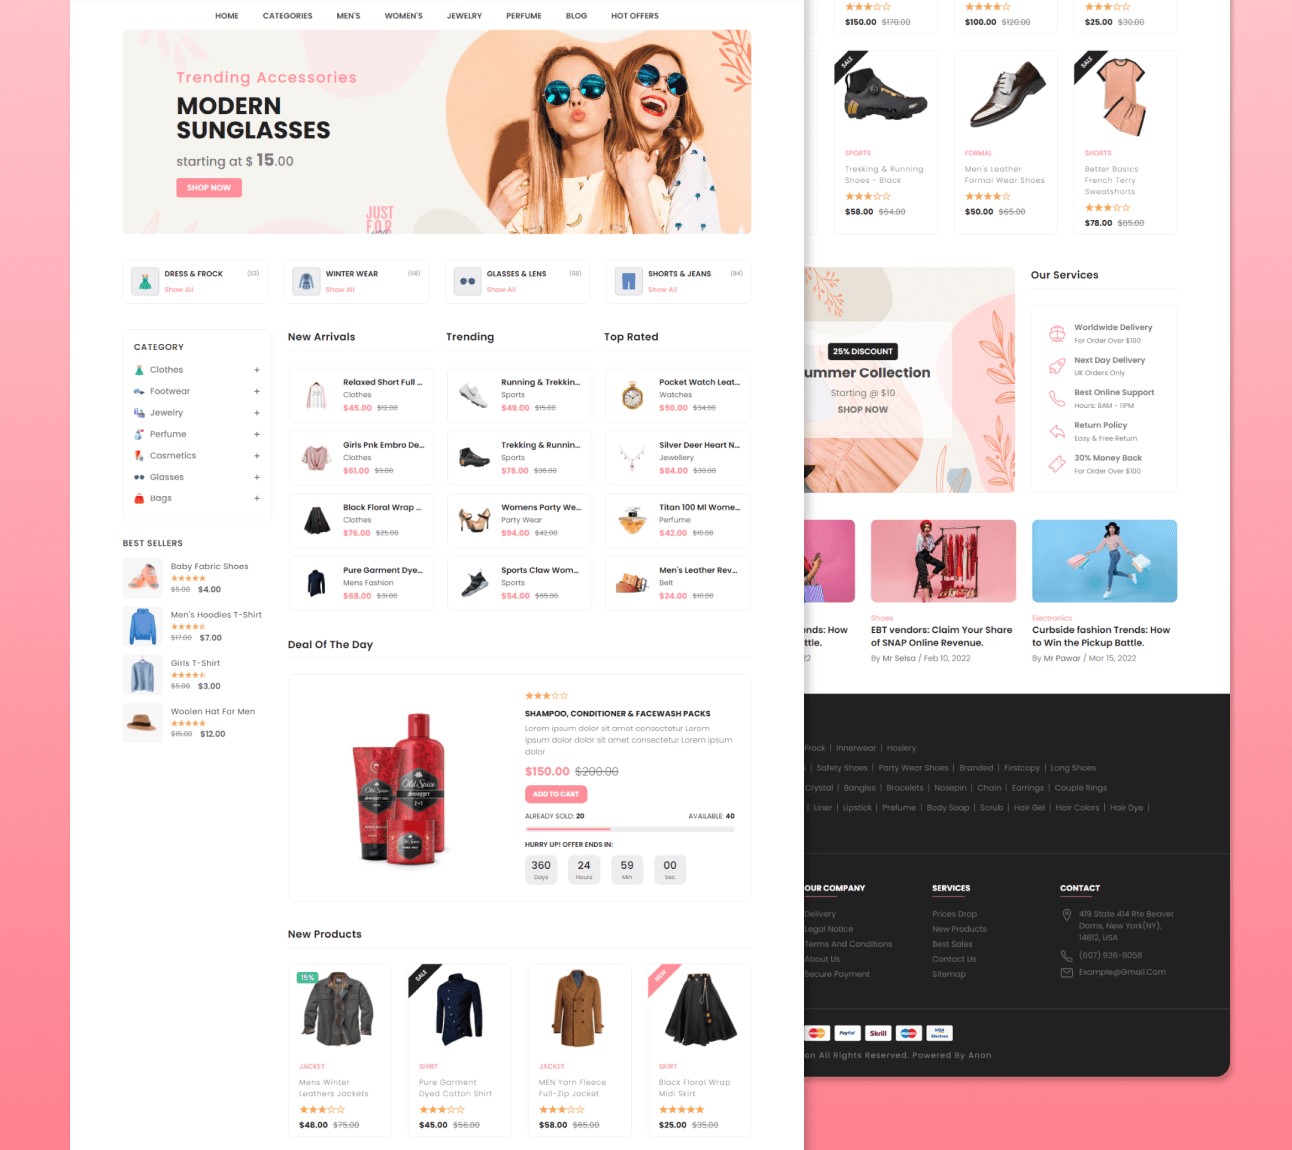 HOME CATEGORIES MEN'S WOMEN'S JEWELRY PERFUME BLOG HOT OFFERS
Trending Accessories
MODERN
SUNGLASSES
starting at $ 15.00
SHOP NOW
JUST
FOR
DRESS & FROCK (53)
Show All
WINTER WEAR (58)
Show All
GLASSES & LENS (68)
Show All
SHORTS & JEANS (84)
Show All
CATEGORY
Clothes +
Footwear +
Jewelry +
Perfume +
Cosmetics +
Glasses +
Bags +
BEST SELLERS
Baby Fabric Shoes
$5.00 $4.00
Men's Hoodies T-Shirt
$17.00 $7.00
Girls T-Shirt
$5.00 $3.00
Woolen Hat For Men
$15.00 $12.00
New Arrivals
Relaxed Short Full ...
Clothes
$45.00 $12.00
Girls Pnk Embro De...
Clothes
$61.00 $9.00
Black Floral Wrap ...
Clothes
$76.00 $25.00
Pure Garment Dye...
Mens Fashion
$68.00 $31.00
Trending
Running & Trekkin...
Sports
$49.00 $15.00
Trekking & Runnin...
Sports
$78.00 $36.00
Womens Party We...
Party Wear
$94.00 $42.00
Sports Claw Wom...
Sports
$54.00 $65.00
Top Rated
Pocket Watch Leat...
Watches
$50.00 $34.00
Silver Deer Heart N...
Jewellery
$84.00 $30.00
Titan 100 Ml Wome...
Perfume
$42.00 $10.00
Men's Leather Rev...
Belt
$24.00 $10.00
Deal Of The Day
Old Spice
Old Spice
swagger
2 in 1
Old Spice
SHAMPOO, CONDITIONER & FACEWASH PACKS
Lorem ipsum dolor sit amet consectetur Lorem
ipsum dolor dolor sit amet consectetur Lorem ipsum
dolor
$150.00 $200.00
ADD TO CART
ALREADY SOLD: 20 AVAILABLE: 40
HURRY UP! OFFER ENDS IN:
360 24 59 00
Days Hours Min Sec
New Products
15%
JACKET
Mens Winter
Leathers Jackets
$48.00 $75.00
SALE
SHIRT
Pure Garment
Dyed Cotton Shirt
$45.00 $56.00
JACKET
MEN Yarn Fleece
Full-Zip Jacket
$58.00 $65.00
NEW
SKIRT
Black Floral Wrap
Midi Skirt
$25.00 $35.00
$150.00 $170.00
$100.00 $120.00
$25.00 $30.00
SALE
SPORTS
Trekking & Running
Shoes - Black
$58.00 $64.00
FORMAL
Men's Leather
Formal Wear Shoes
$50.00 $65.00
SALE
SHORTS
Better Basics
French Terry
Sweatshorts
$78.00 $85.00
25% DISCOUNT
ummer Collection
Starting @ $10
SHOP NOW
Our Services
Worldwide Delivery
For Order Over $100
Next Day Delivery
UK Orders Only
Best Online Support
Hours: 8AM - 11PM
Return Policy
Easy & Free Return
30% Money Back
For Order Over $100
nds: How
ttle.
22
Shoes
EBT vendors: Claim Your Share
of SNAP Online Revenue.
By Mr Selsa / Feb 10, 2022
Electronics
Curbside fashion Trends: How
to Win the Pickup Battle.
By Mr Pawar / Mar 15, 2022
Frock | Innerwear | Hosiery
s | Safety Shoes | Party Wear Shoes | Branded | Firstcopy | Long Shoes
Crystal | Bangles | Bracelets | Nosepin | Chain | Earrings | Couple Rings
| Liner | Lipstick | Prefume | Body Soap | Scrub | Hair Gel | Hair Colors | Hair Dye |
OUR COMPANY
Delivery
Legal Notice
Terms And Conditions
About Us
Secure Payment
SERVICES
Prices Drop
New Products
Best Sales
Contact Us
Sitemap
CONTACT
419 State 414 Rte Beaver
Dams, New York(NY),
14812, USA
(607) 936-8058
Example@Gmail.Com
PayPal Skrill VISA
Electron
on All Rights Reserved. Powered By Anon